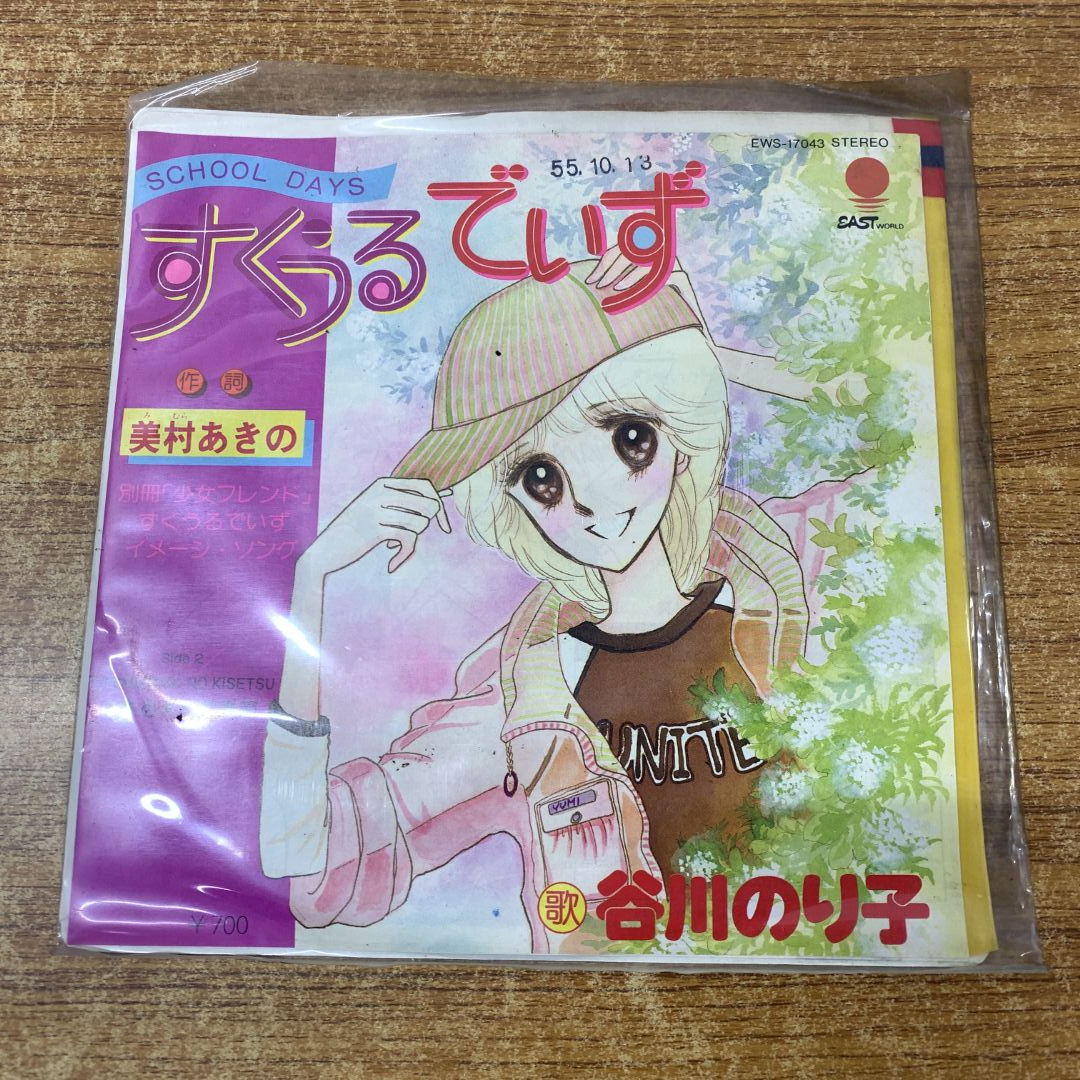 EWS-17043 STEREO
EAST WORLD
55.10.13
SCHOOL DAYS
すくうるでいず
作詞
みむら
美村あきの
別冊「少女フレンド」
すくうるでいず
イメージ・ソング
Side 2
NO KISETSU
UNITE
YUMI
歌 谷川のり子
¥700